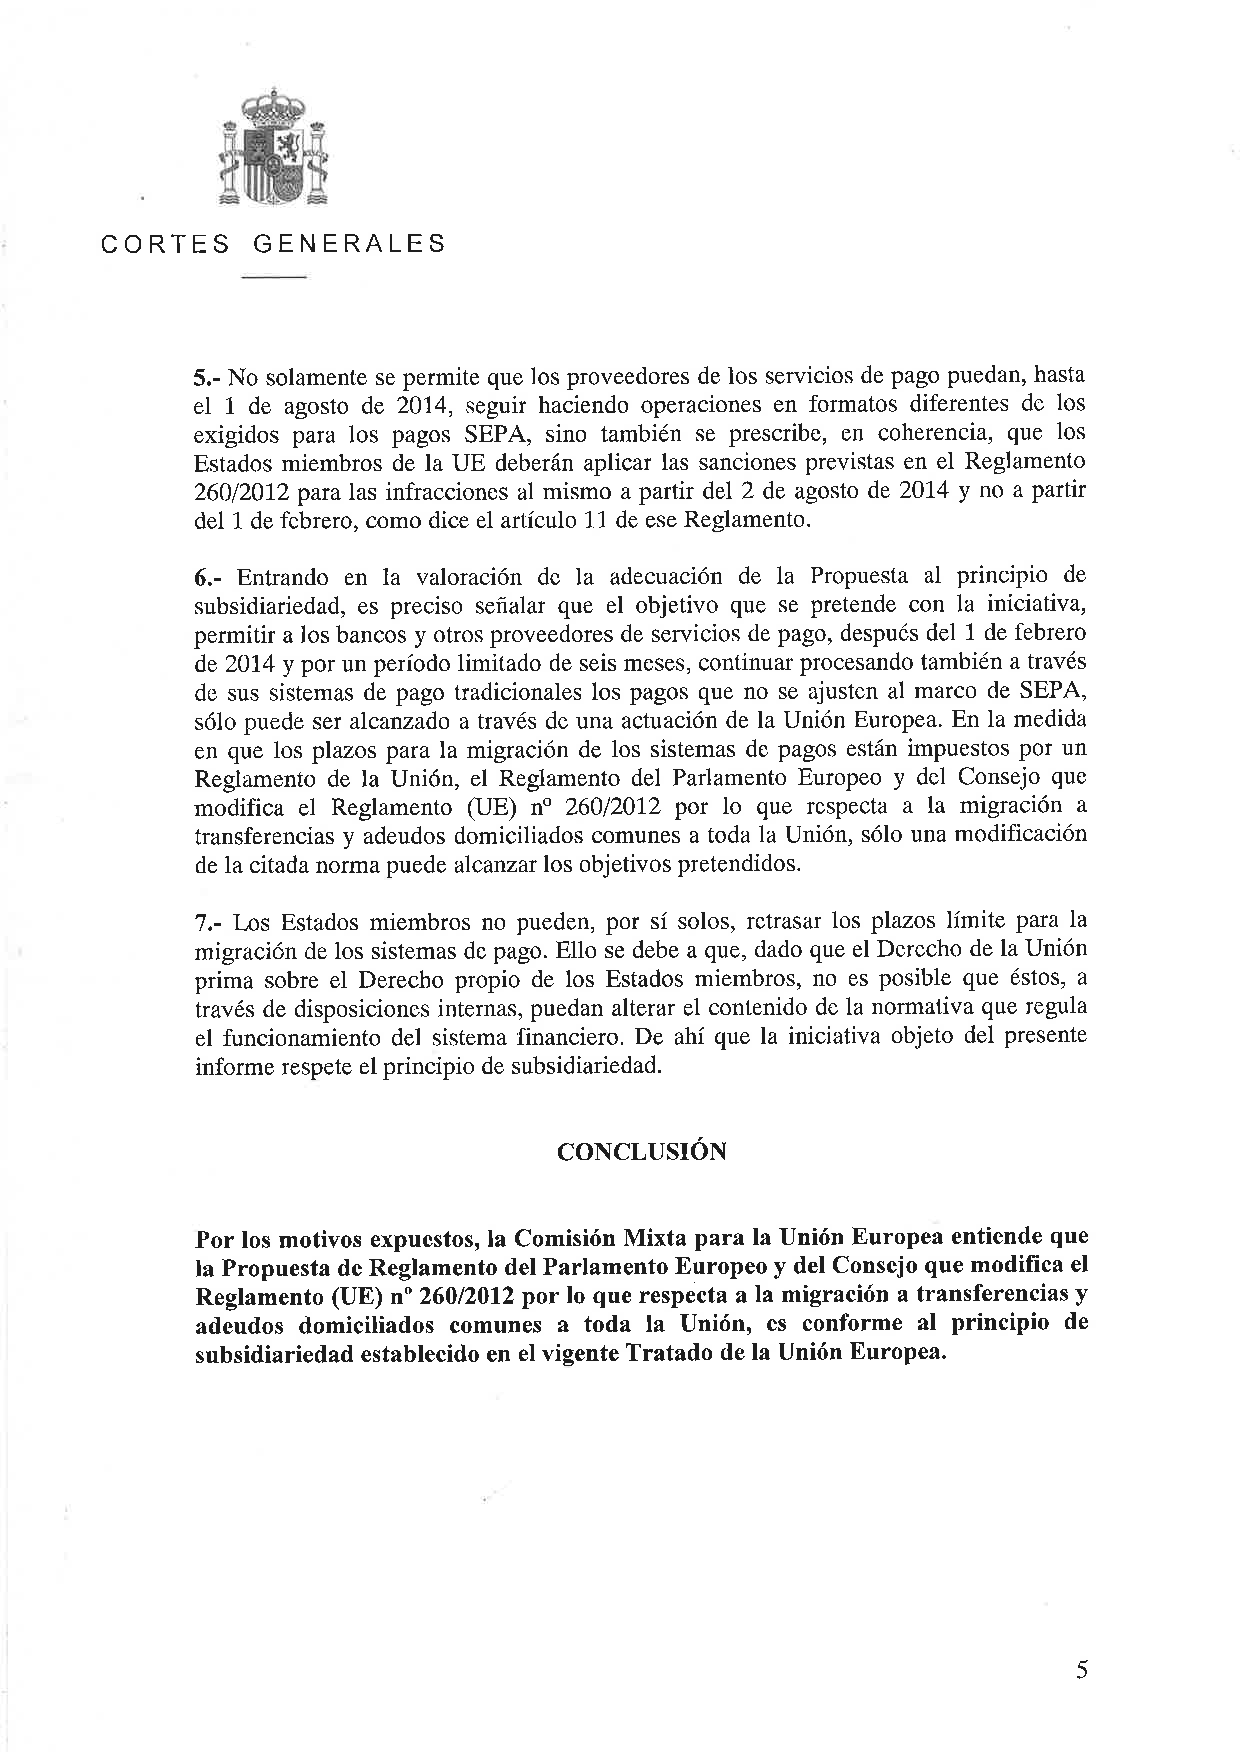 CORTES GENERALES
5.- No solamente se permite que los proveedores de los servicios de pago puedan, hasta
el 1 de agosto de 2014, seguir haciendo operaciones en formatos diferentes de los
exigidos para los pagos SEPA, sino también se prescribe, en coherencia, que los
Estados miembros de la UE deberán aplicar las sanciones previstas en el Reglamento
260/2012 para las infracciones al mismo a partir del 2 de agosto de 2014 y no a partir
del 1 de febrero, como dice el artículo 11 de ese Reglamento.
6.- Entrando en la valoración de la adecuación de la Propuesta al principio de
subsidiariedad, es preciso señalar que el objetivo que se pretende con la iniciativa,
permitir a los bancos y otros proveedores de servicios de pago, después del 1 de febrero
de 2014 y por un período limitado de seis meses, continuar procesando también a través
de sus sistemas de pago tradicionales los pagos que no se ajusten al marco de SEPA,
sólo puede ser alcanzado a través de una actuación de la Unión Europea. En la medida
en que los plazos para la migración de los sistemas de pagos están impuestos por un
Reglamento de la Unión, el Reglamento del Parlamento Europeo y del Consejo que
modifica el Reglamento (UE) nº 260/2012 por lo que respecta a la migración a
transferencias y adeudos domiciliados comunes a toda la Unión, sólo una modificación
de la citada norma puede alcanzar los objetivos pretendidos.
7.- Los Estados miembros no pueden, por sí solos, retrasar los plazos límite para la
migración de los sistemas de pago. Ello se debe a que, dado que el Derecho de la Unión
prima sobre el Derecho propio de los Estados miembros, no es posible que éstos, a
través de disposiciones internas, puedan alterar el contenido de la normativa que regula
el funcionamiento del sistema financiero. De ahí que la iniciativa objeto del presente
informe respete el principio de subsidiariedad.
CONCLUSIÓN
Por los motivos expuestos, la Comisión Mixta para la Unión Europea entiende que
la Propuesta de Reglamento del Parlamento Europeo y del Consejo que modifica el
Reglamento (UE) nº 260/2012 por lo que respecta a la migración a transferencias y
adeudos domiciliados comunes a toda la Unión, es conforme al principio de
subsidiariedad establecido en el vigente Tratado de la Unión Europea.
5